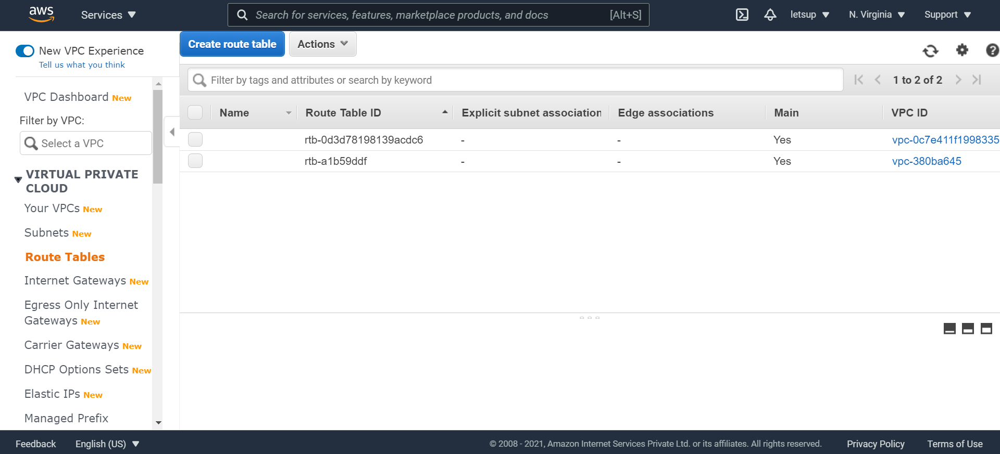 aws
Services
Search for services, features, marketplace products, and docs
[Alt+S]
letsup
N. Virginia
Support
New VPC Experience
Tell us what you think
VPC Dashboard New
Filter by VPC:
Select a VPC
VIRTUAL PRIVATE
CLOUD
Your VPCs New
Subnets New
Route Tables
Internet Gateways New
Egress Only Internet
Gateways New
Carrier Gateways New
DHCP Options Sets New
Elastic IPs New
Managed Prefix
Create route table
Actions
Filter by tags and attributes or search by keyword
1 to 2 of 2
Name Route Table ID Explicit subnet association Edge associations Main VPC ID
rtb-0d3d78198139acdc6 - - Yes vpc-0c7e411f1998335
rtb-a1b59ddf - - Yes vpc-380ba645
Feedback
English (US)
© 2008 - 2021, Amazon Internet Services Private Ltd. or its affiliates. All rights reserved.
Privacy Policy
Terms of Use